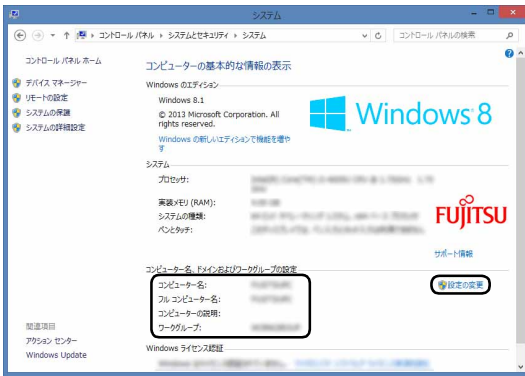 システム
コントロール パネル ▸ システムとセキュリティ ▸ システム
コントロール パネルの検索
コントロール パネル ホーム
デバイス マネージャー
リモートの設定
システムの保護
システムの詳細設定
コンピューターの基本的な情報の表示
Windows のエディション
Windows 8.1
© 2013 Microsoft Corporation. All
rights reserved.
Windows の新しいエディションで機能を増や
す
Windows 8
システム
プロセッサ:
実装メモリ (RAM):
システムの種類:
ペンとタッチ:
FUJITSU
サポート情報
コンピューター名、ドメインおよびワークグループの設定
コンピューター名:
フル コンピューター名:
コンピューターの説明:
ワークグループ:
設定の変更
Windows ライセンス認証
関連項目
アクション センター
Windows Update